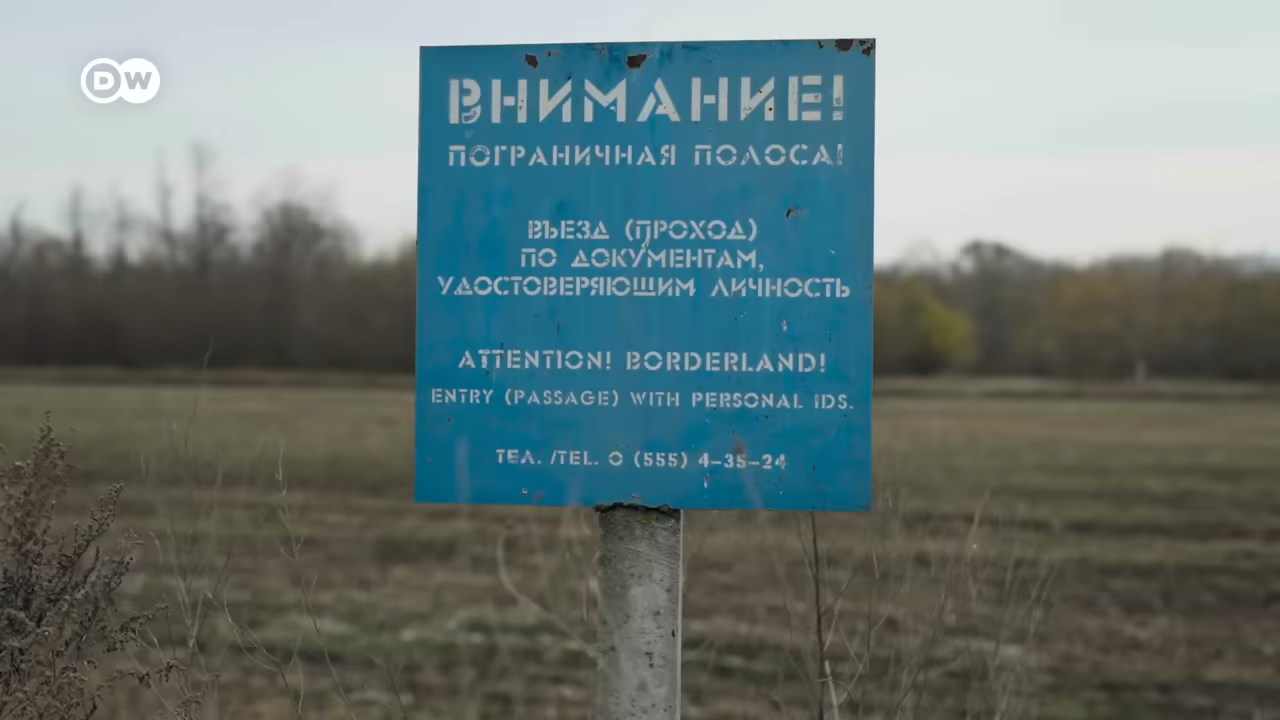 DW
ВНИМАНИЕ!
ПОГРАНИЧНАЯ ПОЛОСА!
ВЪЕЗД (ПРОХОД)
ПО ДОКУМЕНТАМ,
УДОСТОВЕРЯЮЩИМ ЛИЧНОСТЬ
ATTENTION! BORDERLAND!
ENTRY (PASSAGE) WITH PERSONAL IDS.
ТЕЛ. /TEL. 0 (555) 4-35-24